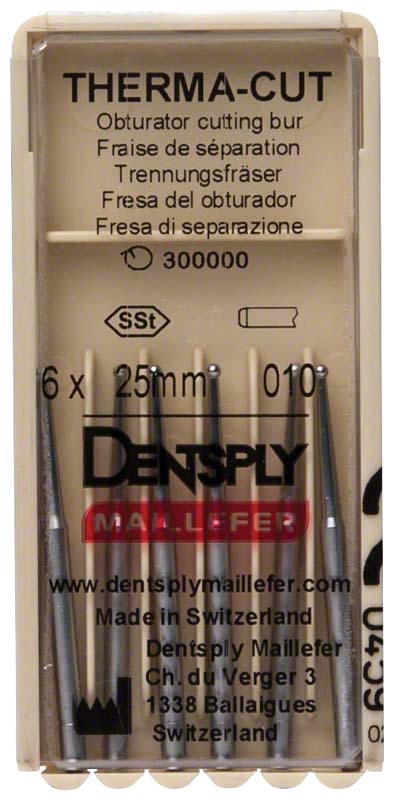 THERMA-CUT
Obturator cutting bur
Fraise de séparation
Trennungsfräser
Fresa del obturador
Fresa di separazione
300000
SSt
6 x 25mm 010
DENTSPLY
MAILLEFER
www.dentsplymaillefer.com
Made in Switzerland
Dentsply Maillefer
Ch. du Verger 3
1338 Ballaigues
Switzerland
0459